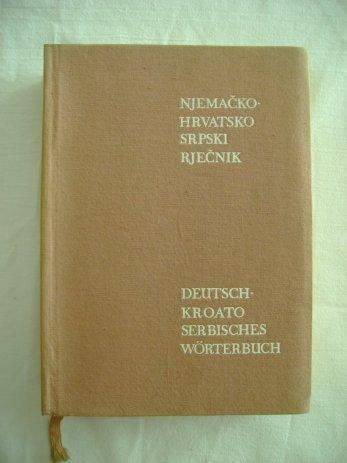 NJEMAČKO-
HRVATSKO
SRPSKI
RJEČNIK
DEUTSCH-
KROATO
SERBISCHES
WÖRTERBUCH